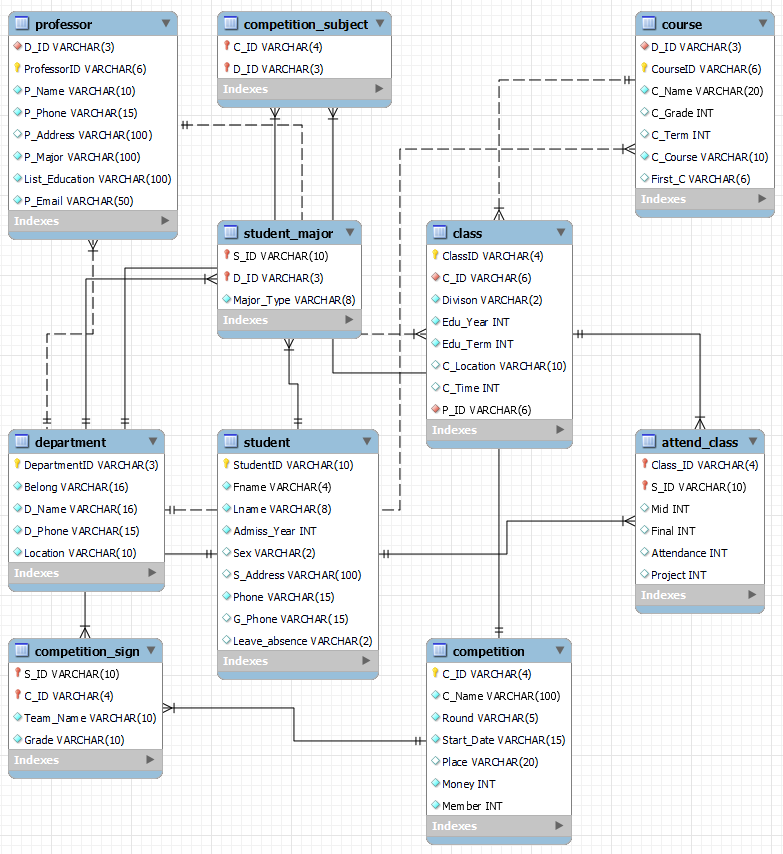 professor
D_ID VARCHAR(3)
ProfessorID VARCHAR(6)
P_Name VARCHAR(10)
P_Phone VARCHAR(15)
P_Address VARCHAR(100)
P_Major VARCHAR(100)
List_Education VARCHAR(100)
P_Email VARCHAR(50)
Indexes
competition_subject
C_ID VARCHAR(4)
D_ID VARCHAR(3)
Indexes
course
D_ID VARCHAR(3)
CourseID VARCHAR(6)
C_Name VARCHAR(20)
C_Grade INT
C_Term INT
C_Course VARCHAR(10)
First_C VARCHAR(6)
Indexes
student_major
S_ID VARCHAR(10)
D_ID VARCHAR(3)
Major_Type VARCHAR(8)
Indexes
class
ClassID VARCHAR(4)
C_ID VARCHAR(6)
Divison VARCHAR(2)
Edu_Year INT
Edu_Term INT
C_Location VARCHAR(10)
C_Time INT
P_ID VARCHAR(6)
Indexes
department
DepartmentID VARCHAR(3)
Belong VARCHAR(16)
D_Name VARCHAR(16)
D_Phone VARCHAR(15)
Location VARCHAR(10)
Indexes
student
StudentID VARCHAR(10)
Fname VARCHAR(4)
Lname VARCHAR(8)
Admiss_Year INT
Sex VARCHAR(2)
S_Address VARCHAR(100)
Phone VARCHAR(15)
G_Phone VARCHAR(15)
Leave_absence VARCHAR(2)
Indexes
attend_class
Class_ID VARCHAR(4)
S_ID VARCHAR(10)
Mid INT
Final INT
Attendance INT
Project INT
Indexes
competition_sign
S_ID VARCHAR(10)
C_ID VARCHAR(4)
Team_Name VARCHAR(10)
Grade VARCHAR(10)
Indexes
competition
C_ID VARCHAR(4)
C_Name VARCHAR(100)
Round VARCHAR(5)
Start_Date VARCHAR(15)
Place VARCHAR(20)
Money INT
Member INT
Indexes